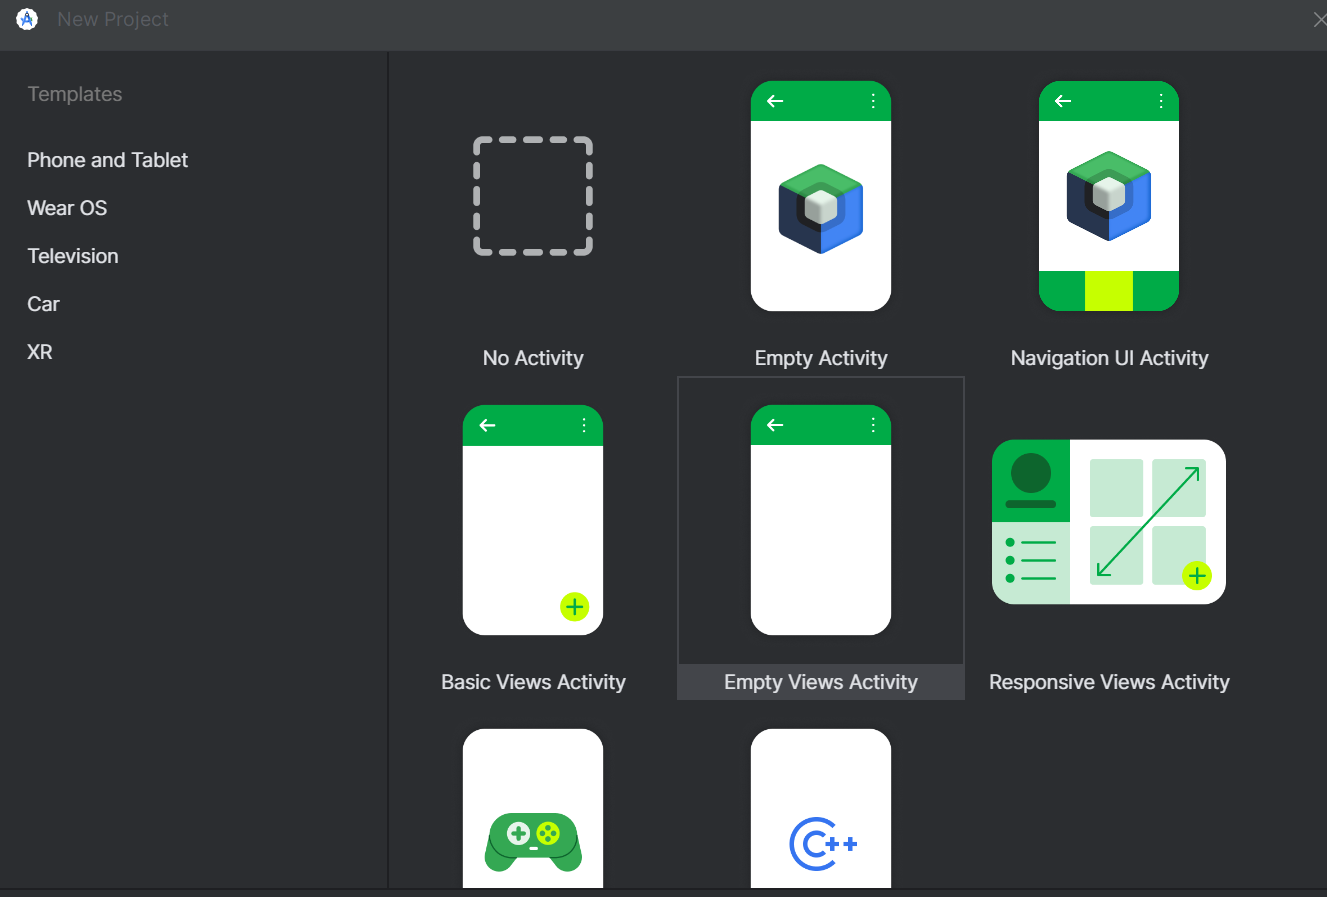 New Project
Templates
Phone and Tablet
Wear OS
Television
Car
XR
No Activity
Empty Activity
Navigation UI Activity
Basic Views Activity
Empty Views Activity
Responsive Views Activity
C++